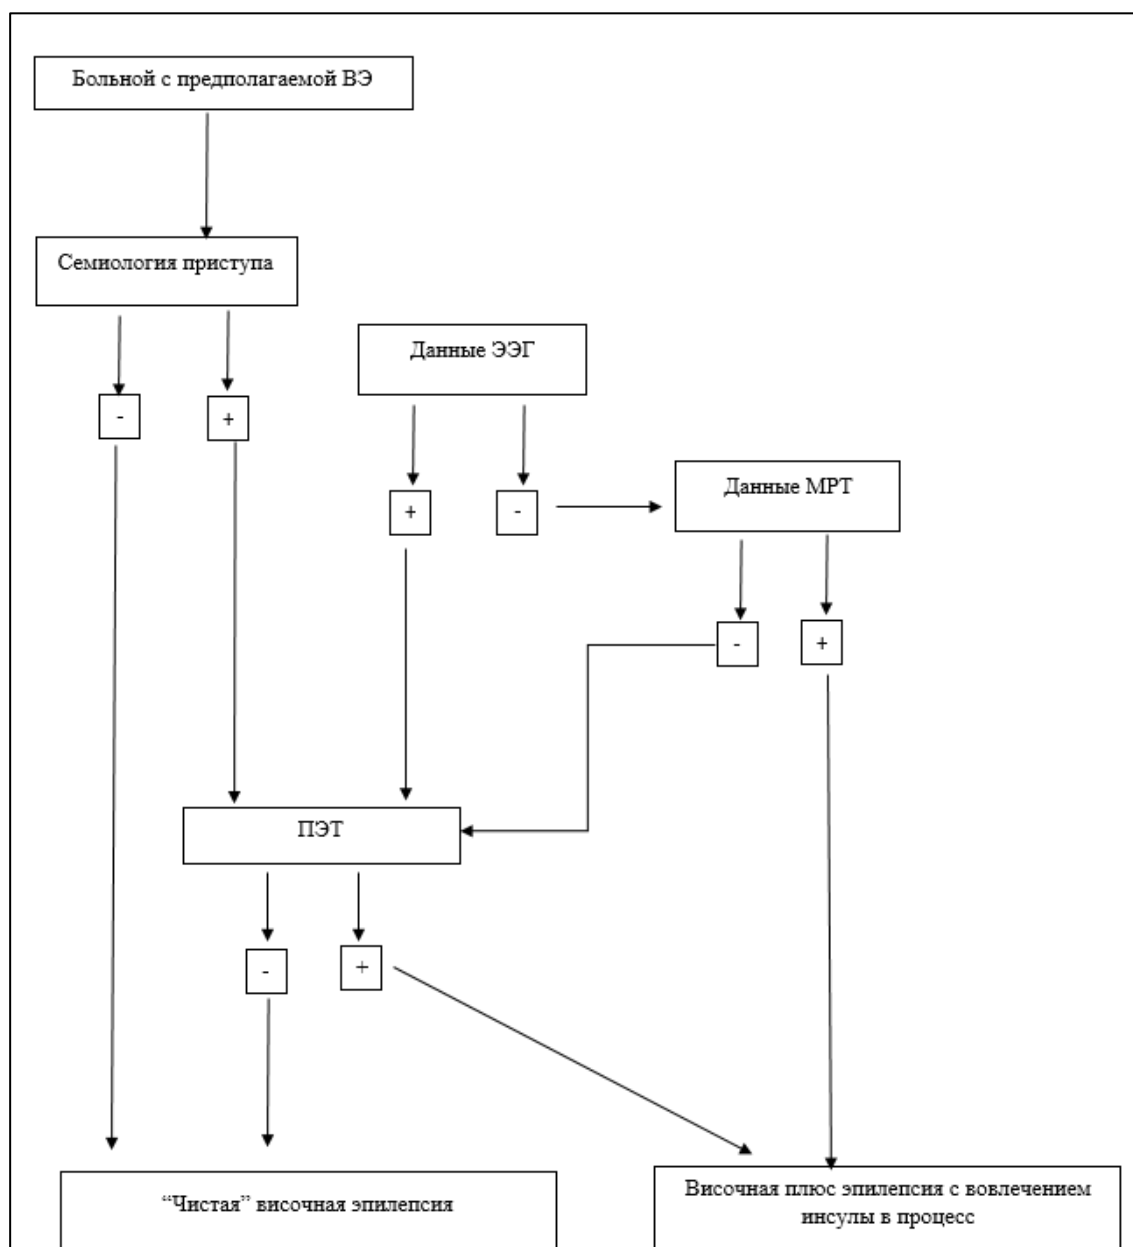 Больной с предполагаемой ВЭ
Семиология приступа
Данные ЭЭГ
-
+
Данные МРТ
+
-
-
+
ПЭТ
-
+
“Чистая” височная эпилепсия
Височная плюс эпилепсия с вовлечением
инсулы в процесс